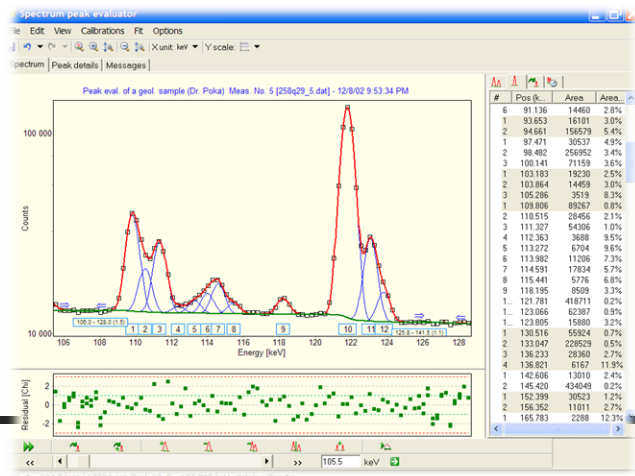 Spectrum peak evaluator
File Edit View Calibrations Fit Options
X unit: keV Y scale:
Spectrum Peak details Messages
Peak eval. of a geol. sample (Dr. Poka) Meas. No. 5 [258q29_5.dat] - 12/8/02 9:53:34 PM
100 000
Counts
10 000
106.0 - 126.0 (1.5)
1 2 3 4 5 6 7 8 9 10 11 12
106 108 110 112 114 116 118 120 122 124 126 128
Energy [keV]
Residual [Chi]
2
0
-2
# Pos (k... Area Area...
6 91.136 14460 2.8%
1 93.653 16101 3.0%
2 94.661 156579 5.4%
1 97.471 30537 4.9%
2 98.482 256952 3.4%
3 100.141 71159 3.6%
1 103.183 19230 2.5%
2 103.864 14459 3.0%
3 105.286 3519 8.3%
1 109.806 89267 0.8%
2 110.515 28456 2.1%
3 111.327 54306 1.0%
4 112.363 3688 9.5%
5 113.272 6704 9.6%
6 113.982 11206 7.3%
7 114.591 17834 5.7%
8 115.441 5776 6.8%
9 118.195 8509 3.3%
1... 121.781 418711 0.2%
1... 123.066 62387 0.9%
1... 123.805 15880 3.2%
1 130.516 55924 0.7%
2 133.047 228529 0.5%
3 136.233 28360 2.7%
4 136.821 6167 11.9%
1 142.606 13010 2.4%
2 145.420 434049 0.2%
1 152.399 30523 1.2%
2 156.352 11011 2.7%
1 165.783 2288 12.3%
<< >> 105.5 keV